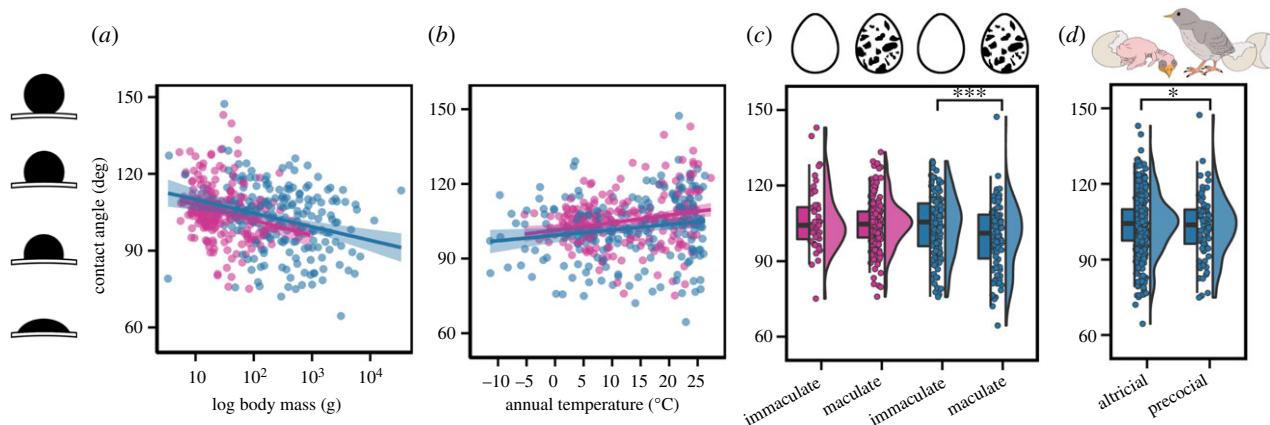 (a)
(b)
(c)
(d)
contact angle (deg)
150
120
90
60
10
10²
10³
10⁴
log body mass (g)
150
120
90
60
–10
–5
0
5
10
15
20
25
annual temperature (°C)
***
150
120
90
60
immaculate
maculate
immaculate
maculate
*
150
120
90
60
altricial
precocial